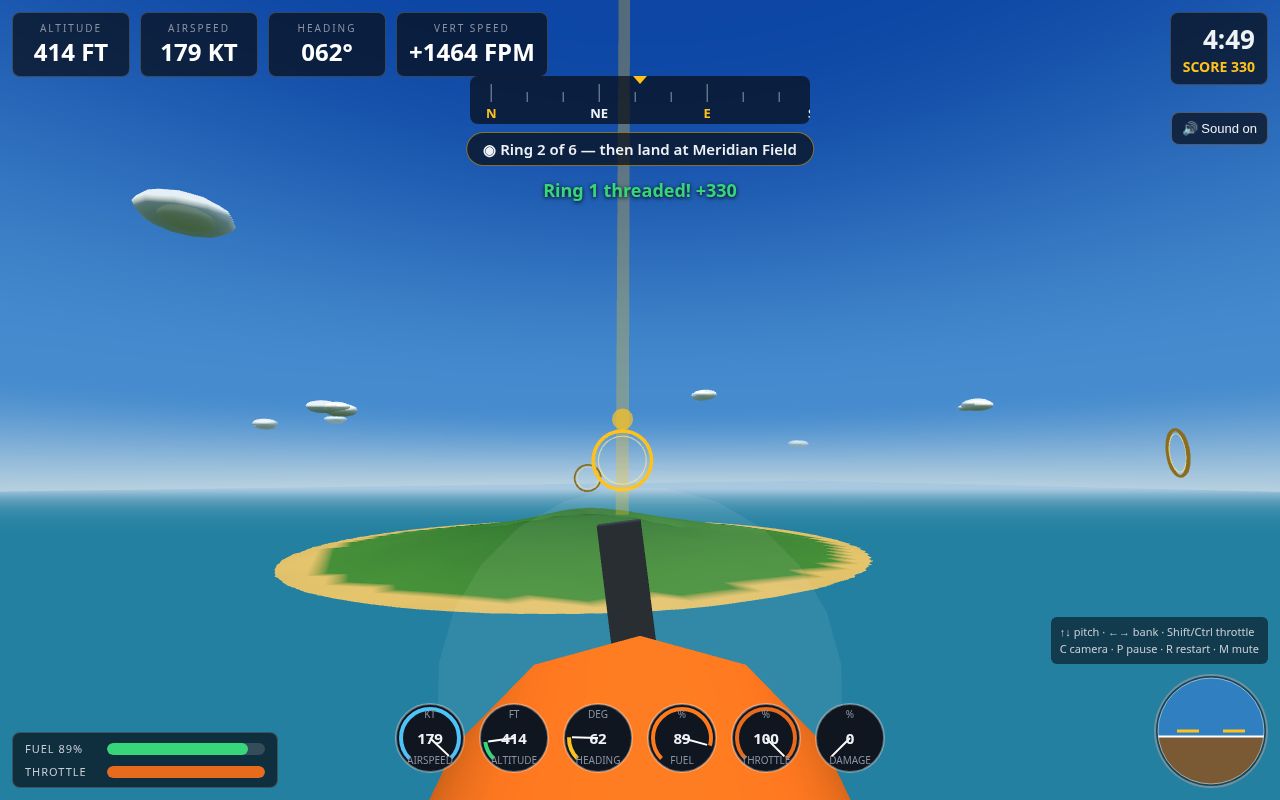 ALTITUDE
414 FT
AIRSPEED
179 KT
HEADING
062°
VERT SPEED
+1464 FPM
4:49
SCORE 330
N NE E
🔊 Sound on
◉ Ring 2 of 6 — then land at Meridian Field
Ring 1 threaded! +330
↑↓ pitch · ←→ bank · Shift/Ctrl throttle
C camera · P pause · R restart · M mute
FUEL 89%
THROTTLE
KT
179
AIRSPEED
FT
414
ALTITUDE
DEG
62
HEADING
%
89
FUEL
%
100
THROTTLE
%
0
DAMAGE